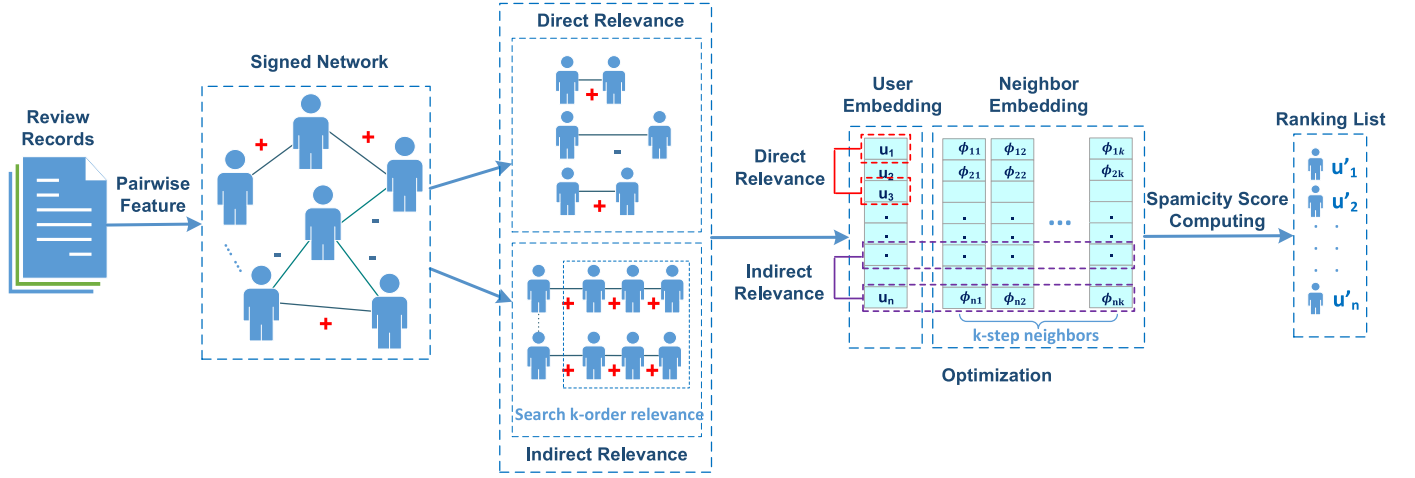 Review
Records
Pairwise
Feature
Signed Network
+
+
-
-
-
+
Direct Relevance
+
-
+
+ + +
+ + +
Search k-order relevance
Indirect Relevance
Direct
Relevance
Indirect
Relevance
User
Embedding
Neighbor
Embedding
u1 ϕ11 ϕ12 ϕ1k
u2 ϕ21 ϕ22 ϕ2k
u3
...
un ϕn1 ϕn2 ϕnk
k-step neighbors
Optimization
Spamicity Score
Computing
Ranking List
u'1
u'2
u'n